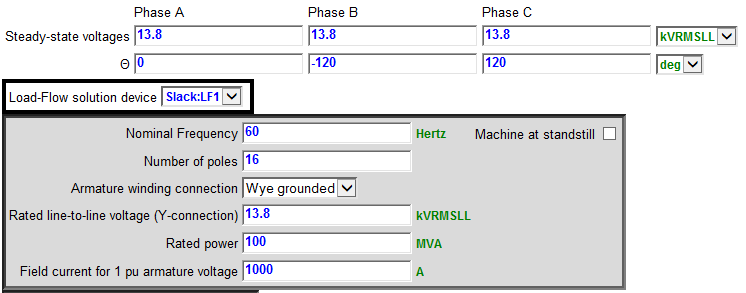 Phase A Phase B Phase C
Steady-state voltages 13.8 13.8 13.8 kVRMSLL
Θ 0 -120 120 deg
Load-Flow solution device Slack:LF1
Nominal Frequency 60 Hertz Machine at standstill
Number of poles 16
Armature winding connection Wye grounded
Rated line-to-line voltage (Y-connection) 13.8 kVRMSLL
Rated power 100 MVA
Field current for 1 pu armature voltage 1000 A